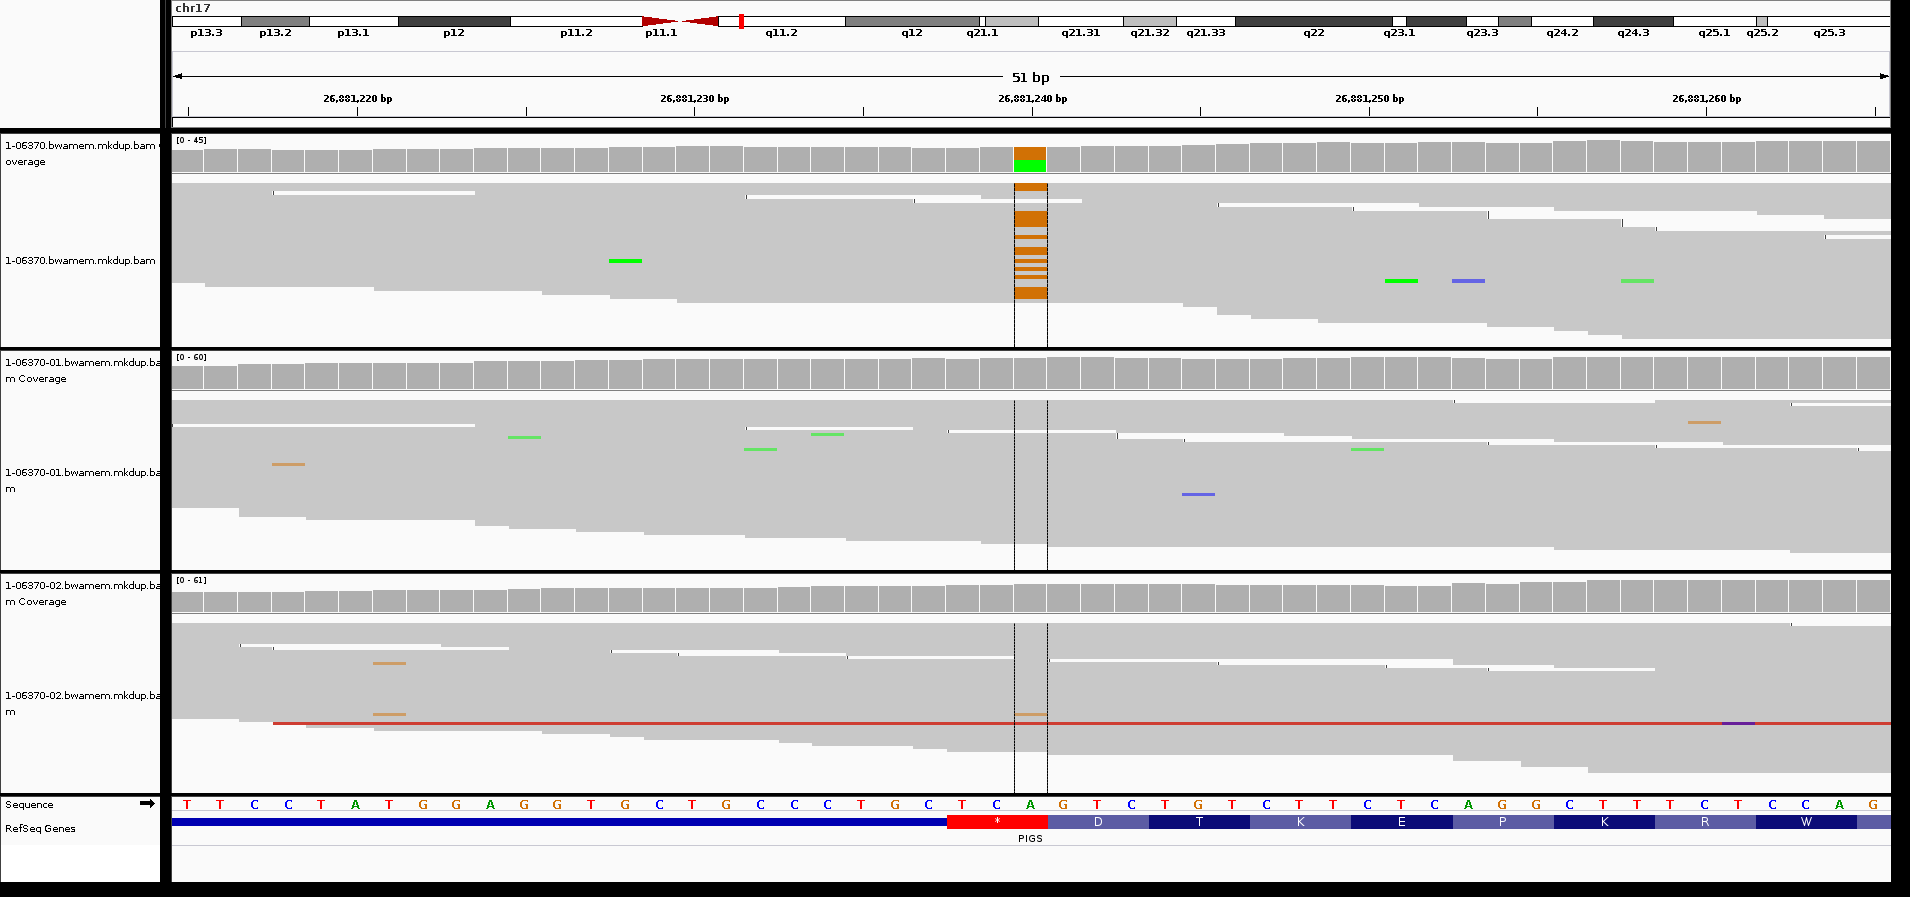 chr17
p13.3 p13.2 p13.1 p12 p11.2 p11.1 q11.2 q12 q21.1 q21.31 q21.32 q21.33 q22 q23.1 q23.3 q24.2 q24.3 q25.1 q25.2 q25.3
51 bp
26,881,220 bp 26,881,230 bp 26,881,240 bp 26,881,250 bp 26,881,260 bp
[0 - 45]
1-06370.bwamem.mkdup.bam
overage
1-06370.bwamem.mkdup.bam
[0 - 60]
1-06370-01.bwamem.mkdup.ba
m Coverage
1-06370-01.bwamem.mkdup.ba
m
[0 - 61]
1-06370-02.bwamem.mkdup.ba
m Coverage
1-06370-02.bwamem.mkdup.ba
m
Sequence T T C C T A T G G A G G T G C T G C C C T G C T C A G T C T G T C T T C T C A G G C T T T C T C C A G
RefSeq Genes * D T K E P K R W
PIGS